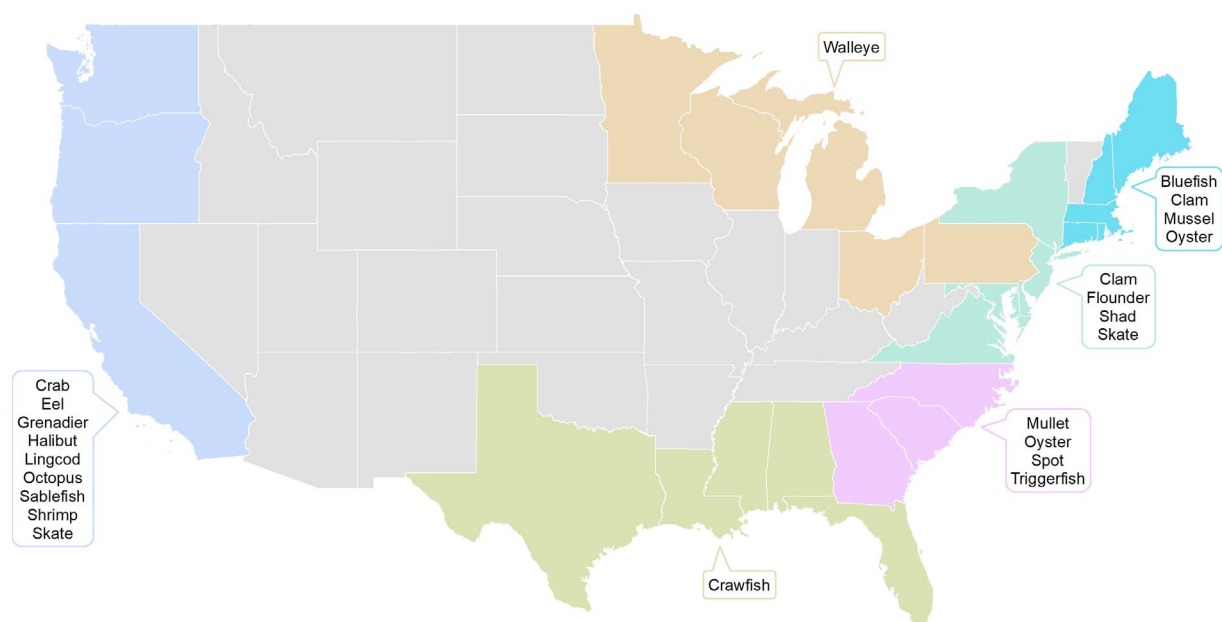 Walleye
Bluefish
Clam
Mussel
Oyster
Clam
Flounder
Shad
Skate
Crab
Eel
Grenadier
Halibut
Lingcod
Octopus
Sablefish
Shrimp
Skate
Mullet
Oyster
Spot
Triggerfish
Crawfish